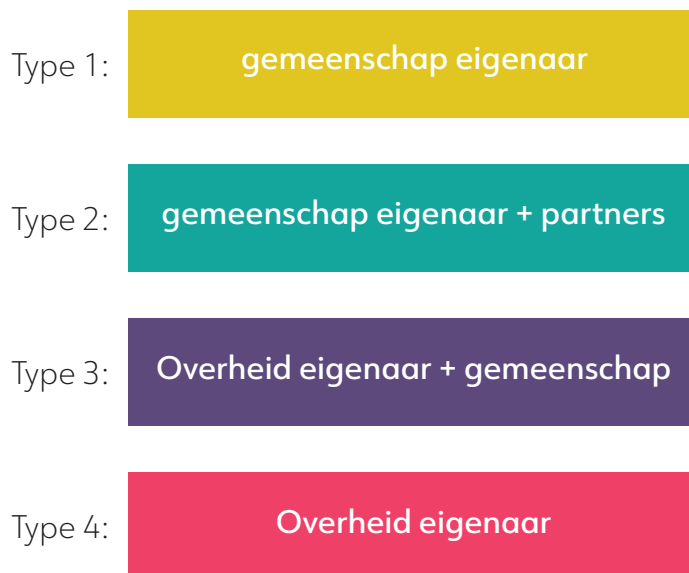 Type 1: gemeenschap eigenaar
Type 2: gemeenschap eigenaar + partners
Type 3: Overheid eigenaar + gemeenschap
Type 4: Overheid eigenaar